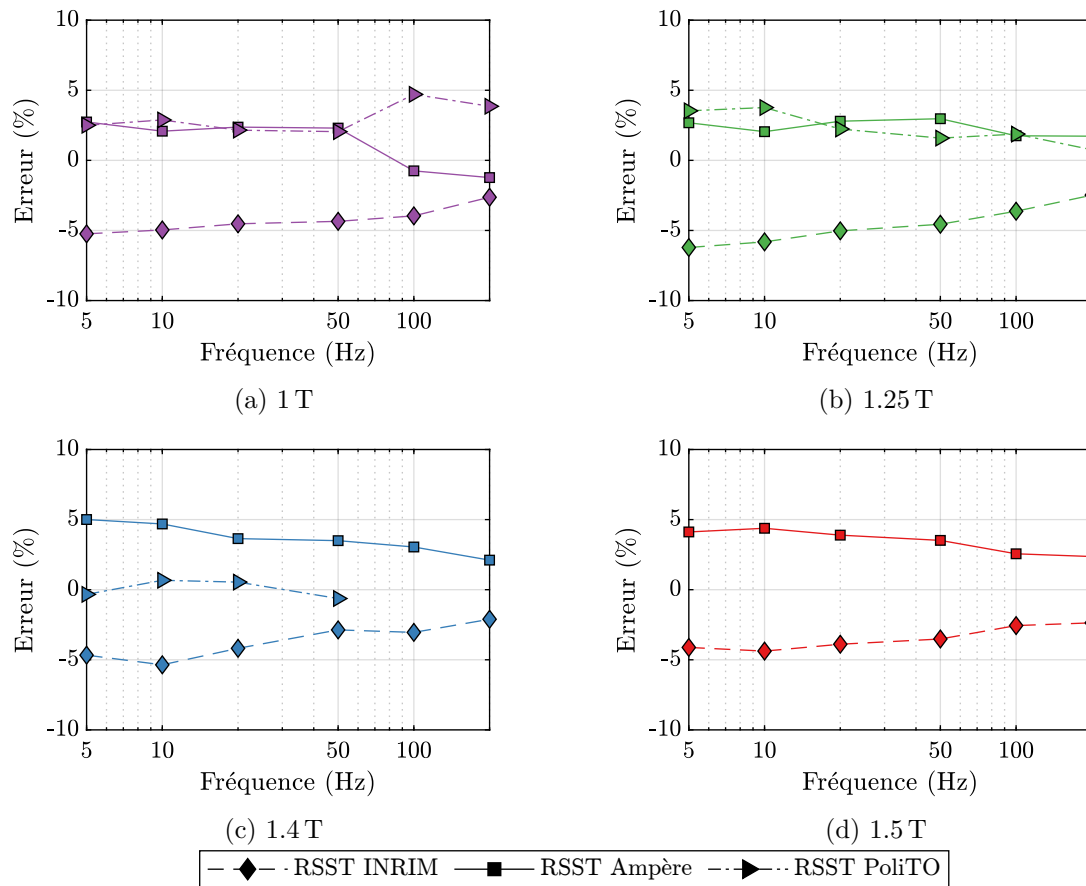 10
5
0
-5
-10
Erreur (%)
5 10 50 100
Fréquence (Hz)
(a) 1 T
10
5
0
-5
-10
Erreur (%)
5 10 50 100
Fréquence (Hz)
(b) 1.25 T
10
5
0
-5
-10
Erreur (%)
5 10 50 100
Fréquence (Hz)
(c) 1.4 T
10
5
0
-5
-10
Erreur (%)
5 10 50 100
Fréquence (Hz)
(d) 1.5 T
RSST INRIM RSST Ampère RSST PoliTO